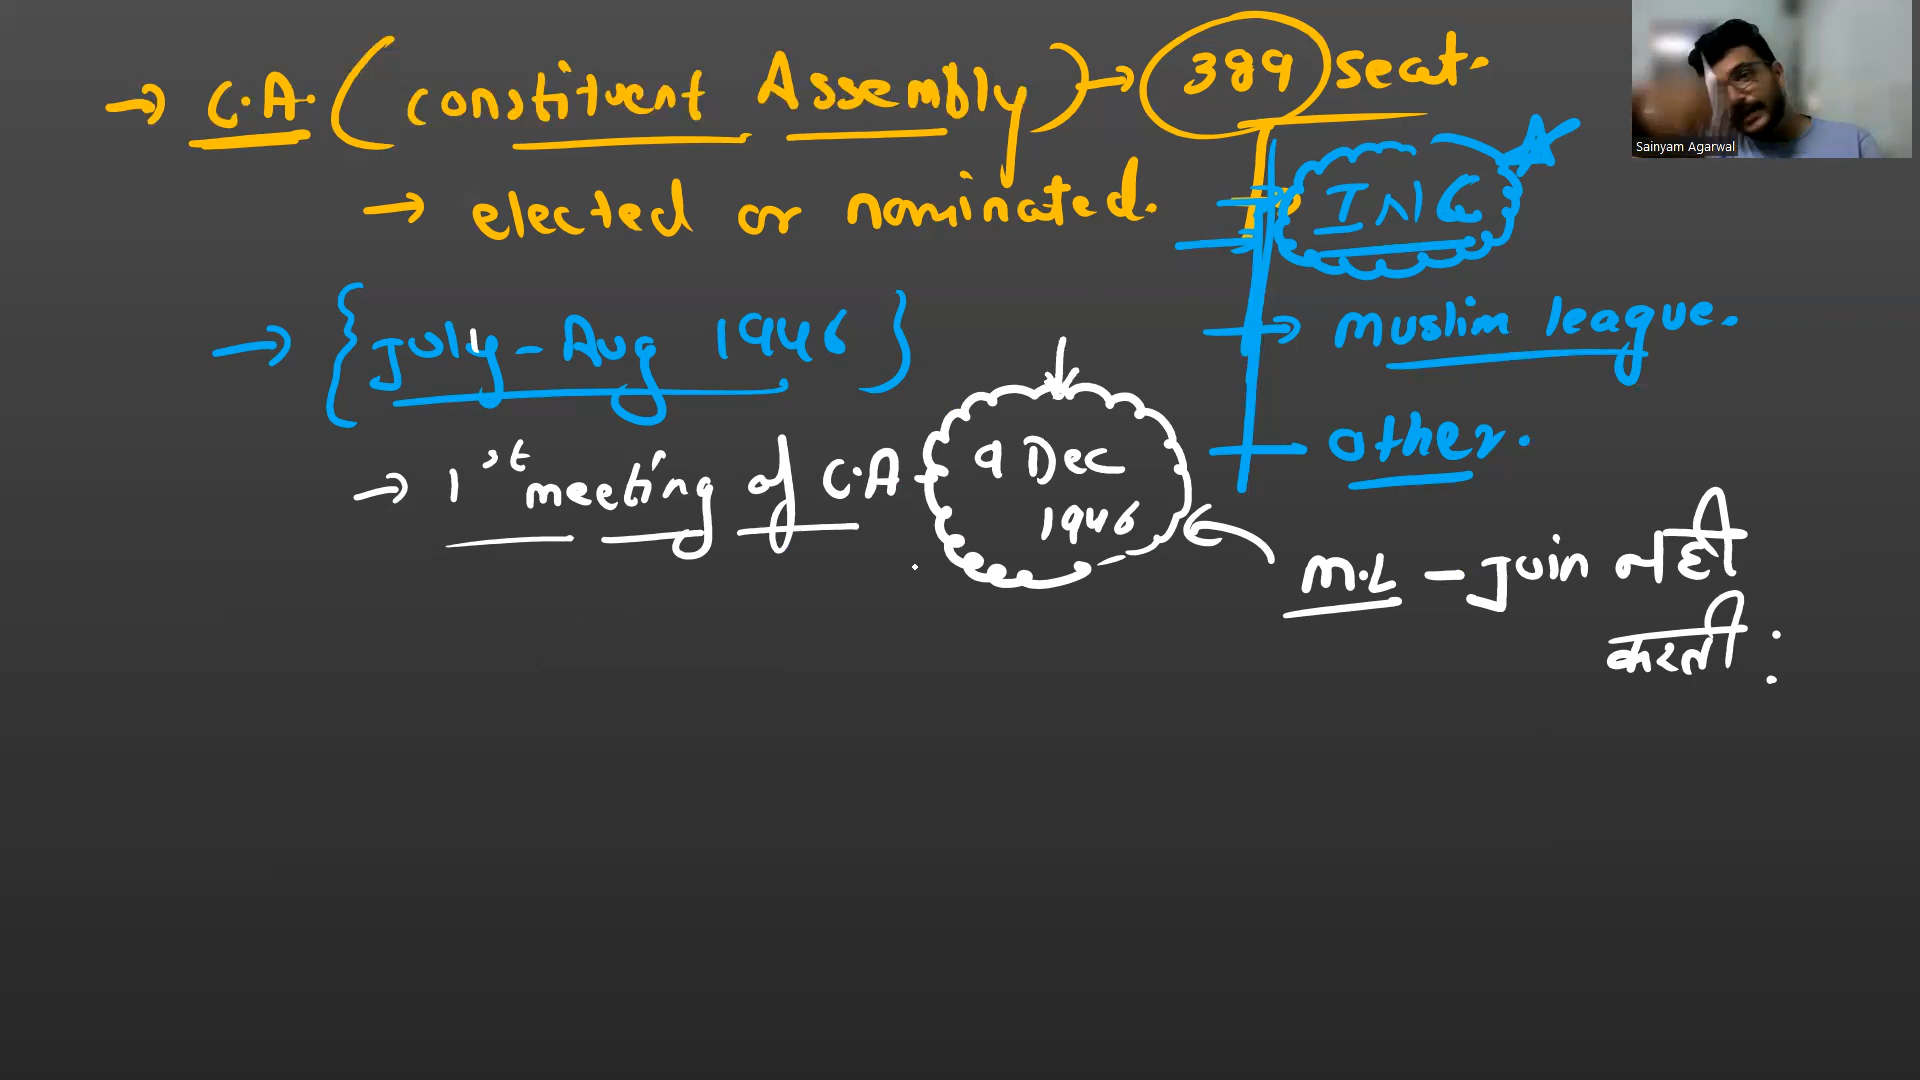 → C.A. (constituent Assembly) → 389 seat.
→ elected or nominated.
INC
→ {July-Aug 1946}
→ muslim league.
other.
→ 1st meeting of C.A - 9 Dec 1946
M.L - Join नही
करती :
Sainyam Agarwal